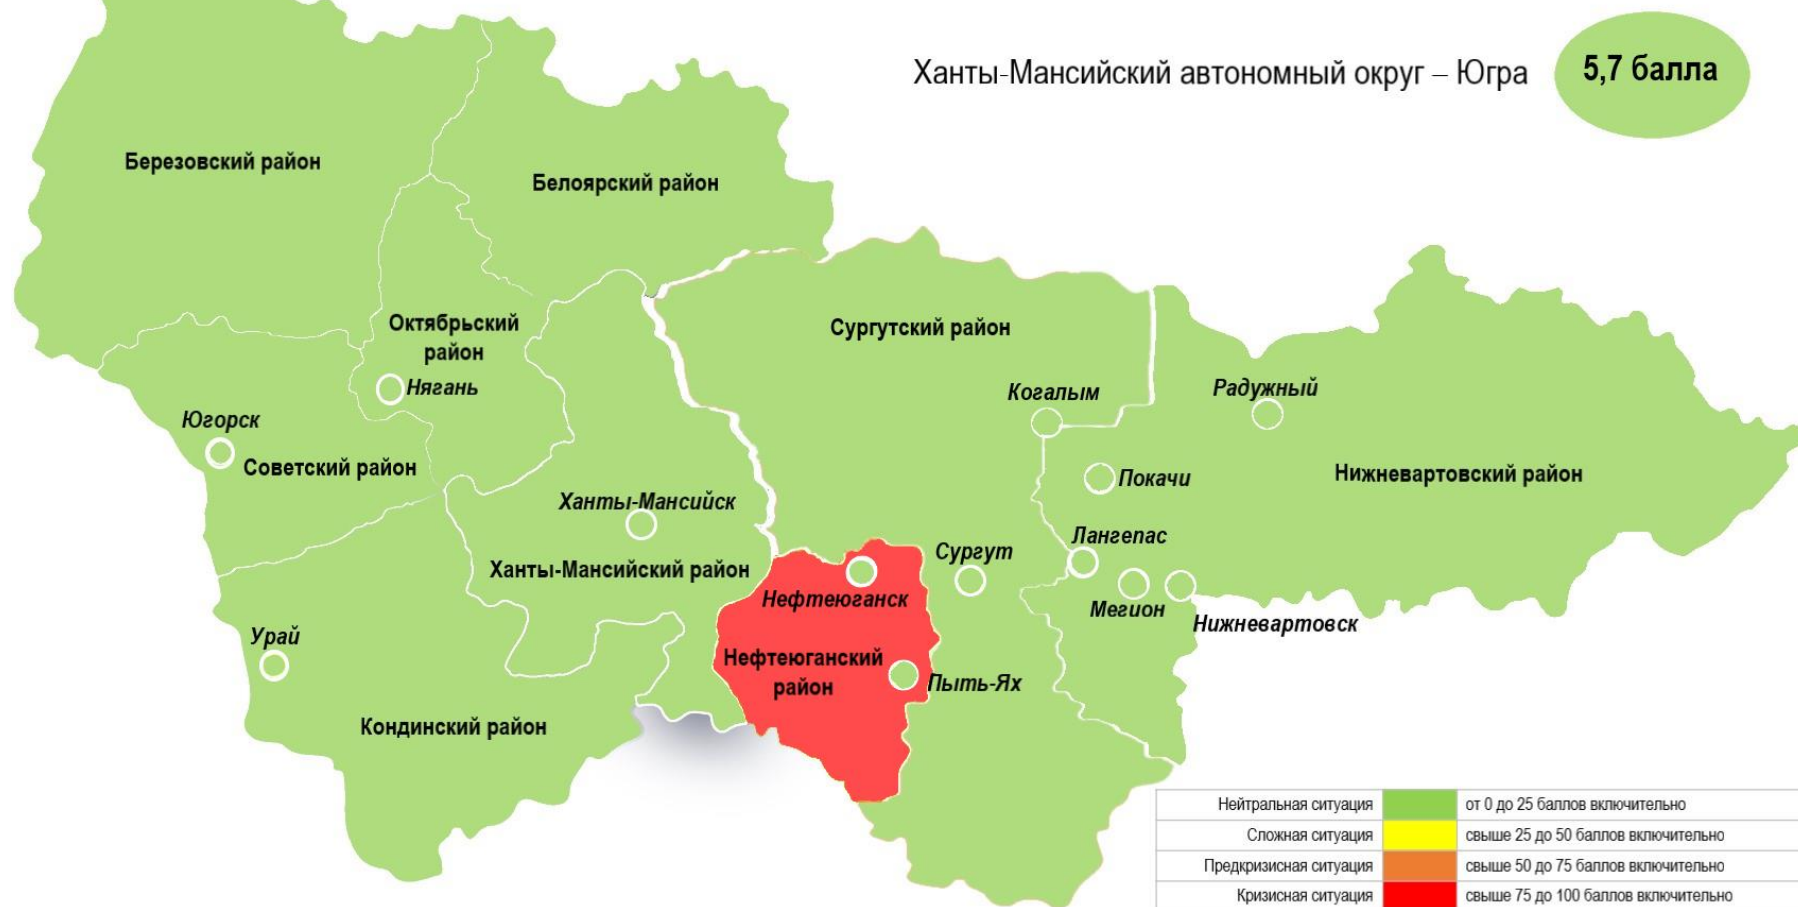 Ханты-Мансийский автономный округ – Югра
5,7 балла
Березовский район
Белоярский район
Октябрьский
район
Нягань
Сургутский район
Когалым
Радужный
Югорск
Советский район
Покачи
Нижневартовский район
Ханты-Мансийск
Лангепас
Сургут
Ханты-Мансийский район
Нефтеюганск
Мегион
Нижневартовск
Урай
Нефтеюганский
район
Пыть-Ях
Кондинский район
Нейтральная ситуация от 0 до 25 баллов включительно
Сложная ситуация свыше 25 до 50 баллов включительно
Предкризисная ситуация свыше 50 до 75 баллов включительно
Кризисная ситуация свыше 75 до 100 баллов включительно